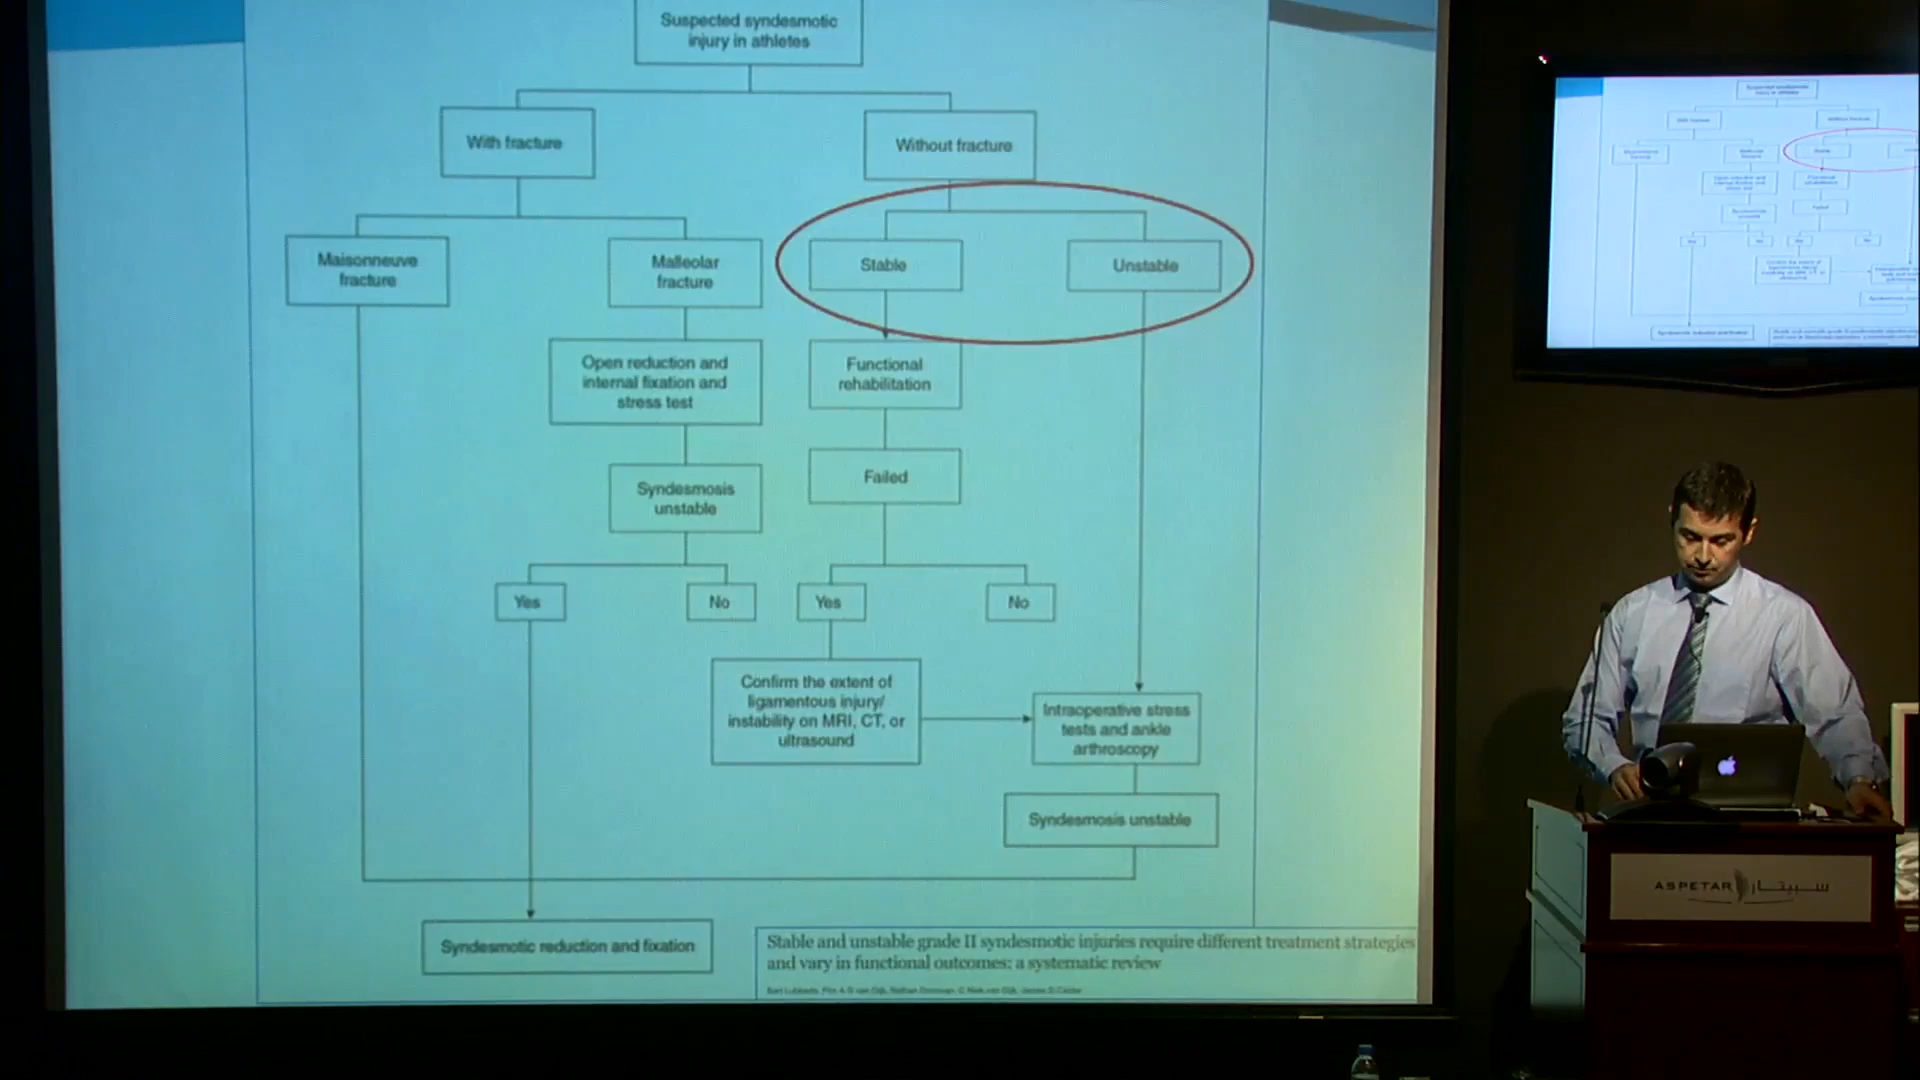 Suspected syndesmotic
injury in athletes
With fracture
Without fracture
Maisonneuve
fracture
Malleolar
fracture
Stable
Unstable
Open reduction and
internal fixation and
stress test
Functional
rehabilitation
Syndesmosis
unstable
Failed
Yes
No
Yes
No
Confirm the extent of
ligamentous injury/
instability on MRI, CT, or
ultrasound
Intraoperative stress
tests and ankle
arthroscopy
Syndesmosis unstable
Syndesmotic reduction and fixation
Stable and unstable grade II syndesmotic injuries require different treatment strategies
and vary in functional outcomes: a systematic review
ASPETAR سبيتار